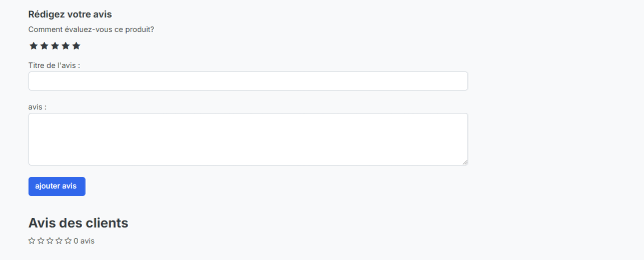 Rédigez votre avis
Comment évaluez-vous ce produit?
Titre de l'avis :
avis :
ajouter avis
Avis des clients
0 avis